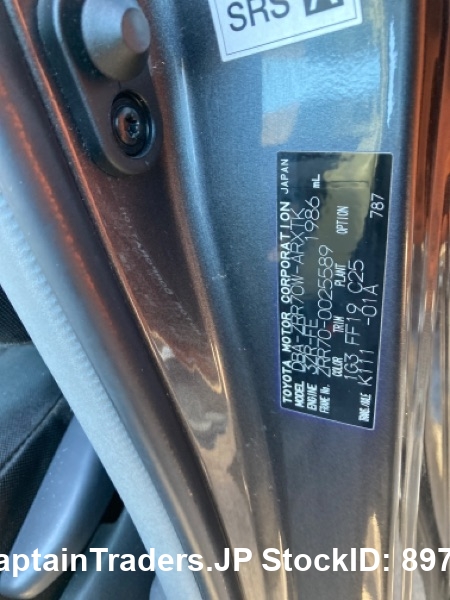 SRS A
TOYOTA MOTOR CORPORATION JAPAN
MODEL DBA-ZRR70W-ARXTK
ENGINE 3ZR-FE 1986 mL
FRAME No. ZRR70-0025589
COLOR TRIM PLANT OPTION
1G3 FF19 C25 787
TRANS./AXLE K111 -01A
CaptainTraders.JP StockID: 897